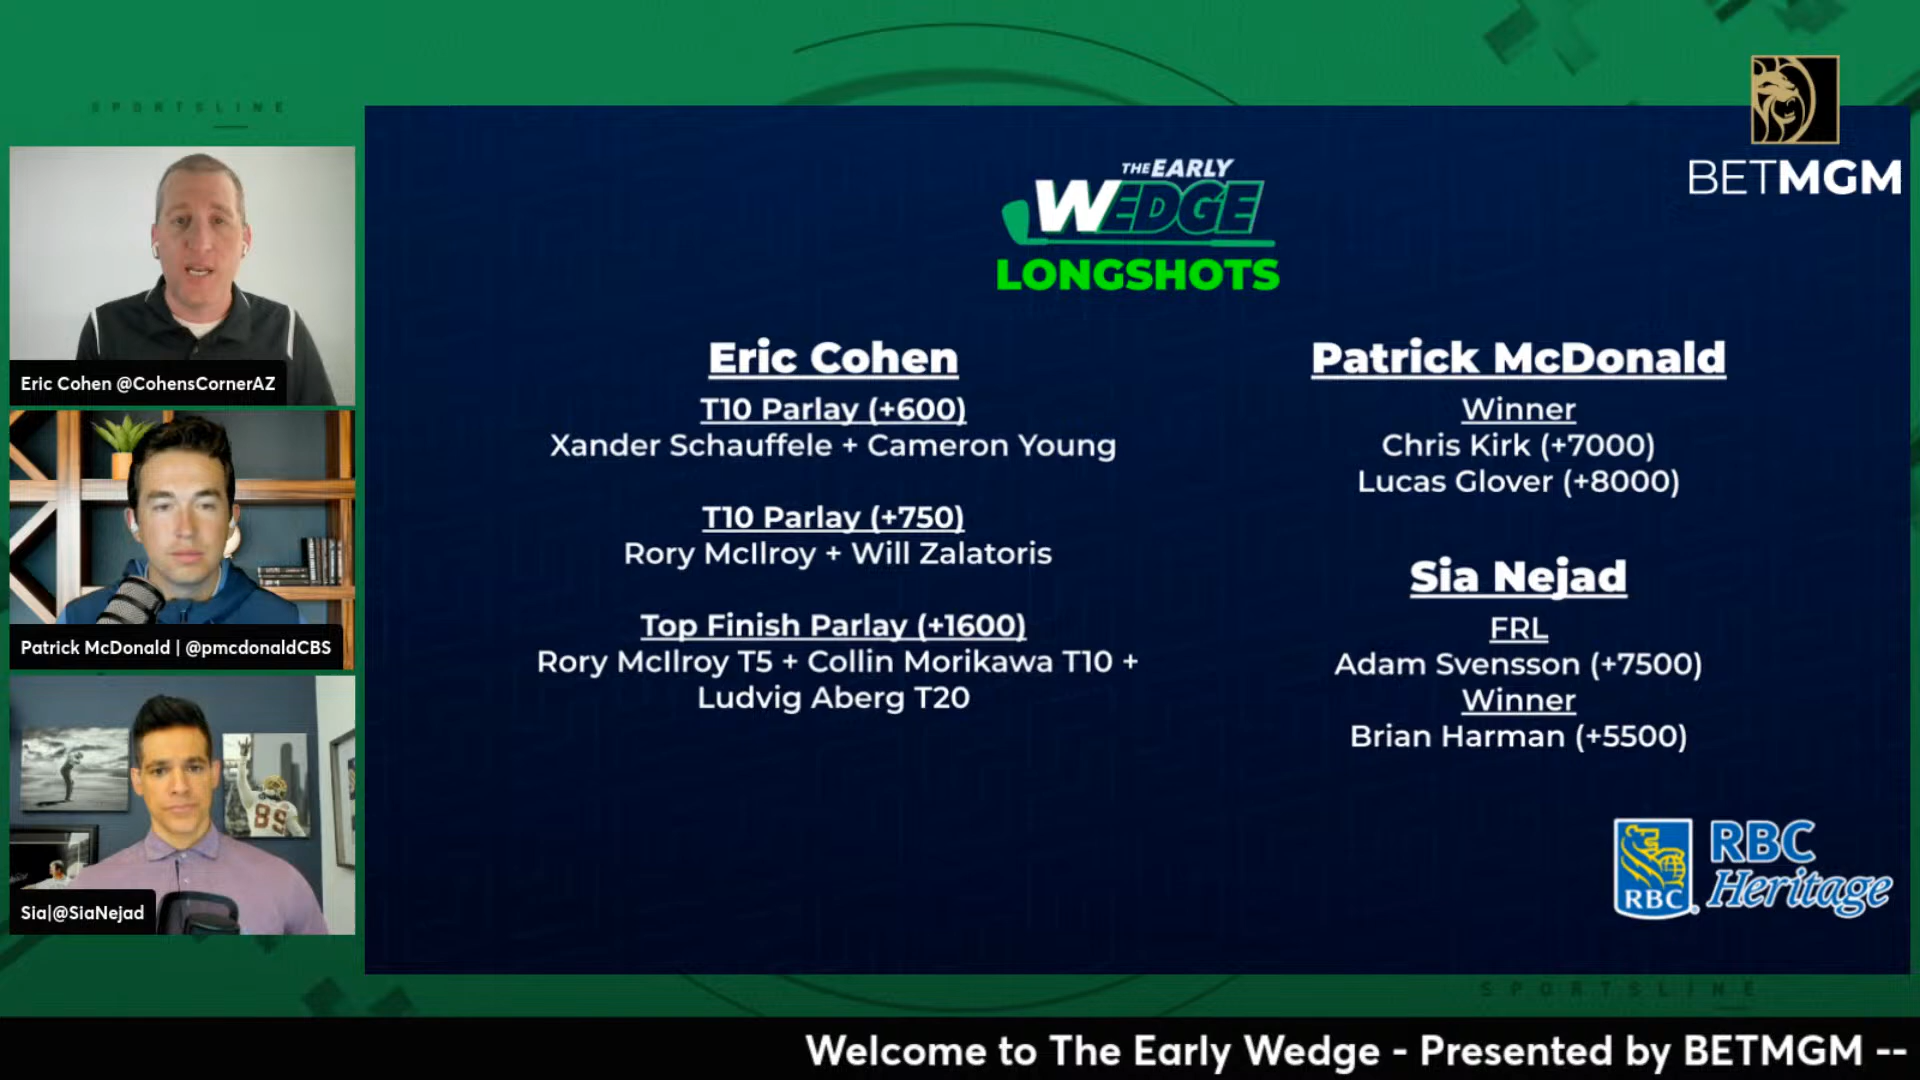 SPORTSLINE
BETMGM
THE EARLY
WEDGE
LONGSHOTS
Eric Cohen
T10 Parlay (+600)
Xander Schauffele + Cameron Young
T10 Parlay (+750)
Rory McIlroy + Will Zalatoris
Top Finish Parlay (+1600)
Rory McIlroy T5 + Collin Morikawa T10 +
Ludvig Aberg T20
Patrick McDonald
Winner
Chris Kirk (+7000)
Lucas Glover (+8000)
Sia Nejad
FRL
Adam Svensson (+7500)
Winner
Brian Harman (+5500)
Eric Cohen @CohensCornerAZ
Patrick McDonald | @pmcdonaldCBS
89
Sia|@SiaNejad
RBC
RBC
Heritage
SPORTSLINE
Welcome to The Early Wedge - Presented by BETMGM --